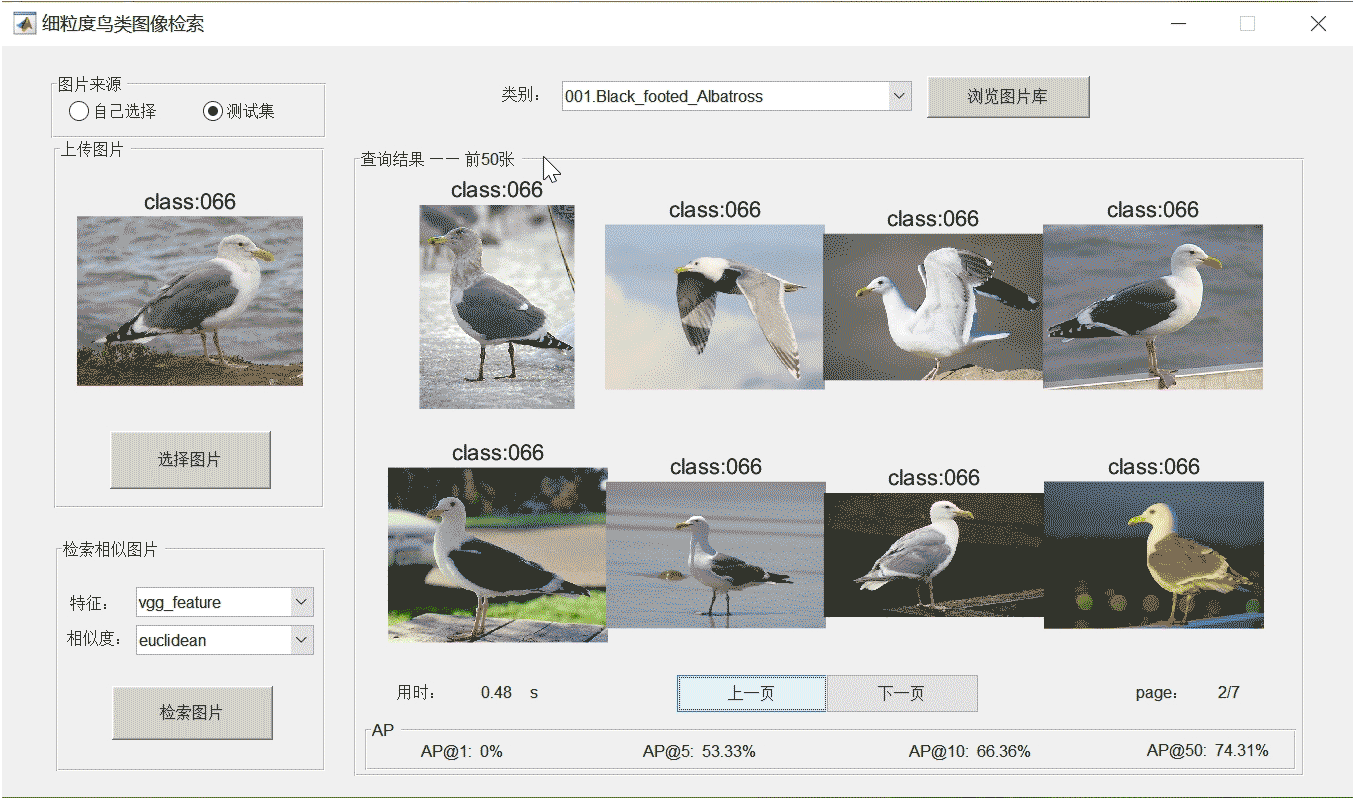 细粒度鸟类图像检索
图片来源
自己选择 测试集
类别： 001.Black_footed_Albatross 浏览图片库
上传图片
class:066
选择图片
检索相似图片
特征： vgg_feature
相似度： euclidean
检索图片
查询结果 —— 前50张
class:066 class:066 class:066 class:066
class:066 class:066 class:066 class:066
用时： 0.48 s 上一页 下一页 page： 2/7
AP
AP@1: 0% AP@5: 53.33% AP@10: 66.36% AP@50: 74.31%